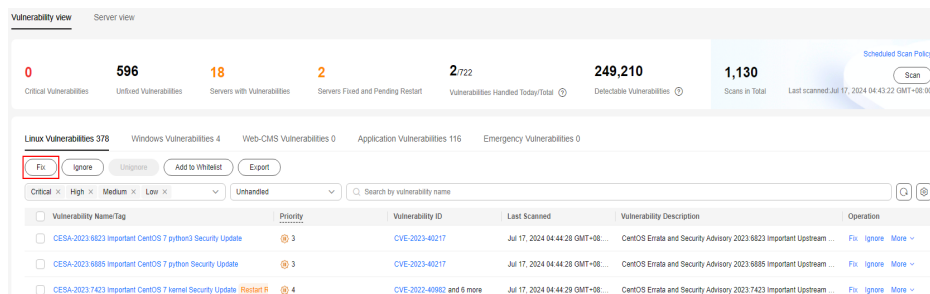 Vulnerability view Server view
Scheduled Scan Policy
0 596 18 2 2/722 249,210 1,130 Scan
Critical Vulnerabilities Unfixed Vulnerabilities Servers with Vulnerabilities Servers Fixed and Pending Restart Vulnerabilities Handled Today/Total Detectable Vulnerabilities Scans in Total Last scanned:Jul 17, 2024 04:43:22 GMT+08:00
Linux Vulnerabilities 378 Windows Vulnerabilities 4 Web-CMS Vulnerabilities 0 Application Vulnerabilities 116 Emergency Vulnerabilities 0
Fix Ignore Unignore Add to Whitelist Export
Critical × High × Medium × Low × Unhandled Search by vulnerability name
Vulnerability Name/Tag Priority Vulnerability ID Last Scanned Vulnerability Description Operation
CESA-2023:6823 Important CentOS 7 python3 Security Update 3 CVE-2023-40217 Jul 17, 2024 04:44:28 GMT+08:... CentOS Errata and Security Advisory 2023:6823 Important Upstream ... Fix Ignore More
CESA-2023:6885 Important CentOS 7 python Security Update 3 CVE-2023-40217 Jul 17, 2024 04:44:28 GMT+08:... CentOS Errata and Security Advisory 2023:6885 Important Upstream ... Fix Ignore More
CESA-2023:7423 Important CentOS 7 kernel Security Update Restart R 4 CVE-2022-40982 and 6 more Jul 17, 2024 04:44:29 GMT+08:... CentOS Errata and Security Advisory 2023:7423 Important Upstream ... Fix Ignore More